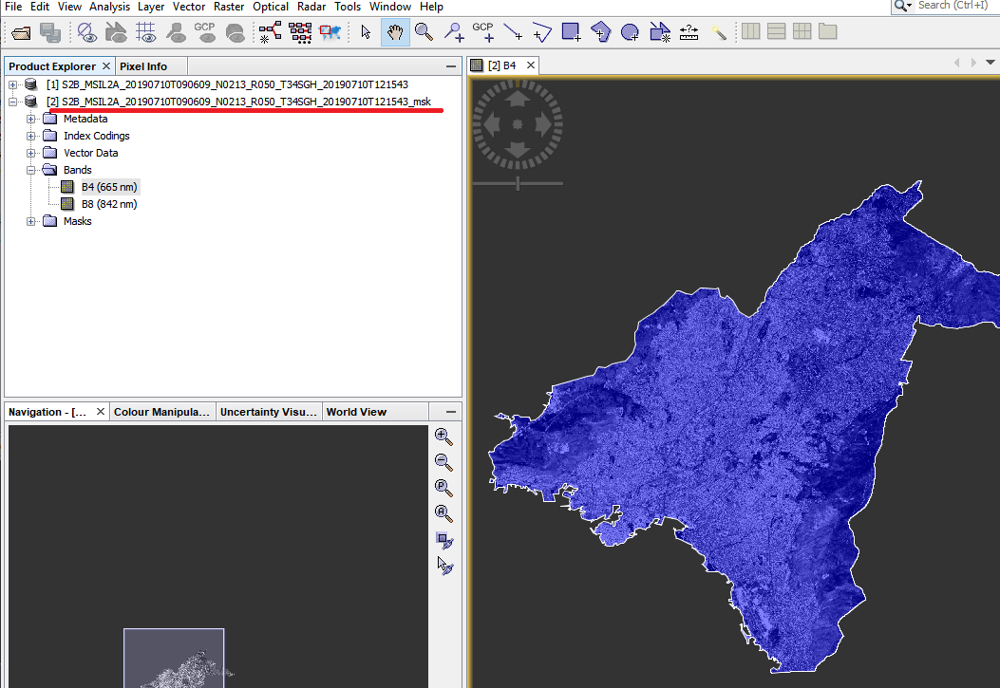 File Edit View Analysis Layer Vector Raster Optical Radar Tools Window Help
Search (Ctrl+I)
GCP GCP
Product Explorer Pixel Info
[2] B4
[1] S2B_MSIL2A_20190710T090609_N0213_R050_T34SGH_20190710T121543
[2] S2B_MSIL2A_20190710T090609_N0213_R050_T34SGH_20190710T121543_msk
Metadata
Index Codings
Vector Data
Bands
B4 (665 nm)
B8 (842 nm)
Masks
Navigation - [... Colour Manipula... Uncertainty Visu... World View